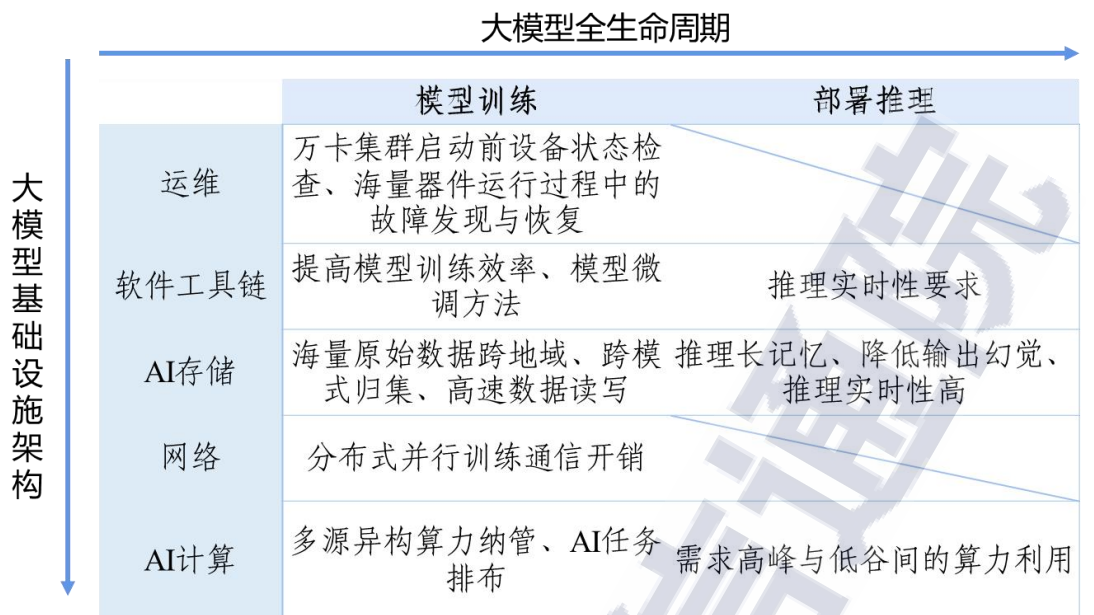 大模型全生命周期
大模型基础设施架构
模型训练
部署推理
运维
万卡集群启动前设备状态检
查、海量器件运行过程中的
故障发现与恢复
软件工具链
提高模型训练效率、模型微
调方法
推理实时性要求
AI存储
海量原始数据跨地域、跨模
式归集、高速数据读写
推理长记忆、降低输出幻觉、
推理实时性高
网络
分布式并行训练通信开销
AI计算
多源异构算力纳管、AI任务
排布
需求高峰与低谷间的算力利用
信通院